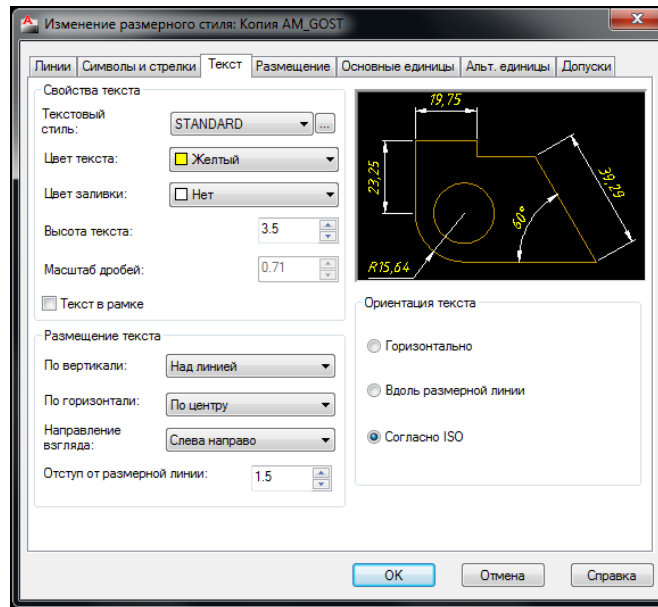 Изменение размерного стиля: Копия AM_GOST
Линии Символы и стрелки Текст Размещение Основные единицы Альт. единицы Допуски
Свойства текста
Текстовый стиль: STANDARD ...
Цвет текста: Желтый
Цвет заливки: Нет
Высота текста: 3.5
Масштаб дробей: 0.71
Текст в рамке
19,75
23,25
39,29
60°
R15,64
Размещение текста
По вертикали: Над линией
По горизонтали: По центру
Направление взгляда: Слева направо
Отступ от размерной линии: 1.5
Ориентация текста
Горизонтально
Вдоль размерной линии
Согласно ISO
OK Отмена Справка